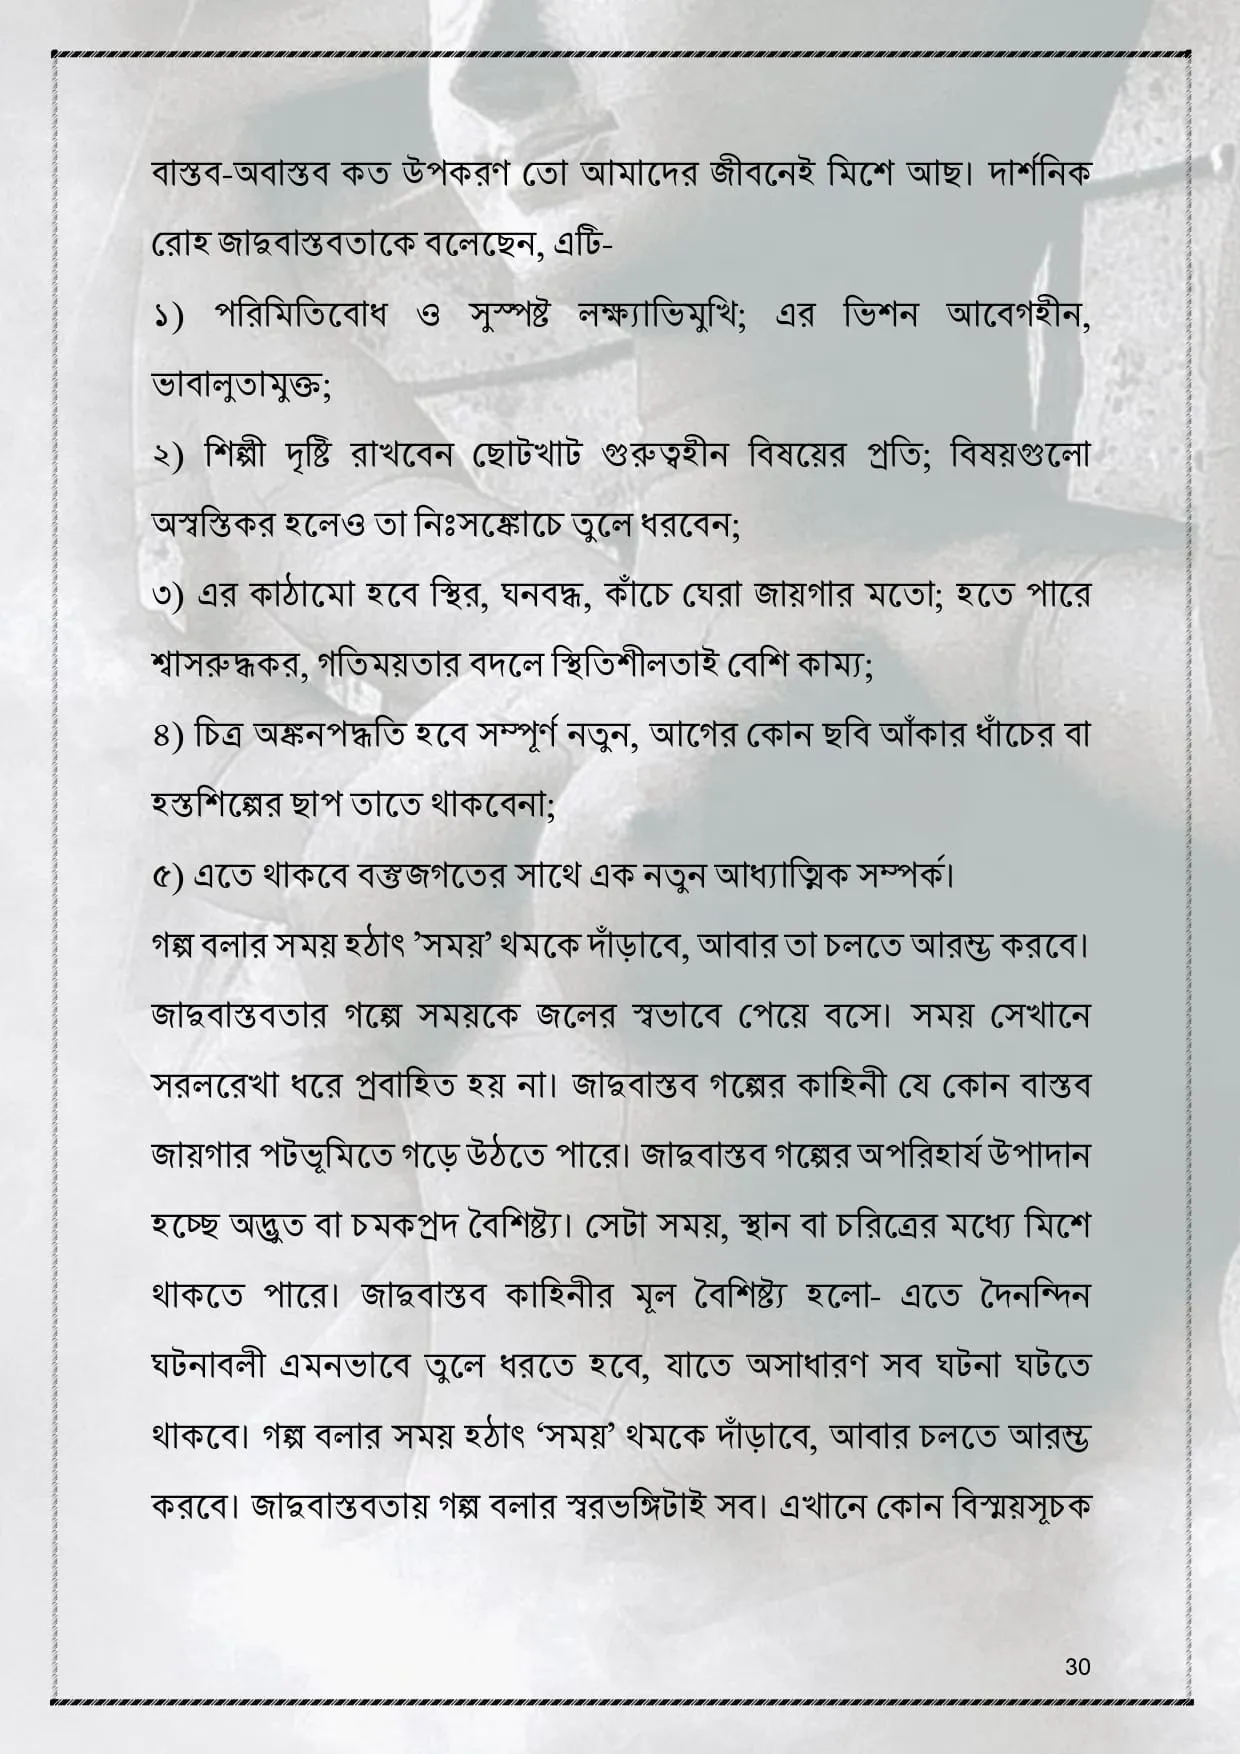 বাস্তব-অবাস্তব কত উপকরণ তো আমাদের জীবনেই মিশে আছ। দার্শনিক
রোহ জাদুবাস্তবতাকে বলেছেন, এটি-
১) পরিমিতিবোধ ও সুস্পষ্ট লক্ষ্যাভিমুখি; এর ভিশন আবেগহীন,
ভাবালুতামুক্ত;
২) শিল্পী দৃষ্টি রাখবেন ছোটখাট গুরুত্বহীন বিষয়ের প্রতি; বিষয়গুলো
অস্বস্তিকর হলেও তা নিঃসঙ্কোচে তুলে ধরবেন;
৩) এর কাঠামো হবে স্থির, ঘনবদ্ধ, কাঁচে ঘেরা জায়গার মতো; হতে পারে
শ্বাসরুদ্ধকর, গতিময়তার বদলে স্থিতিশীলতাই বেশি কাম্য;
৪) চিত্র অঙ্কনপদ্ধতি হবে সম্পূর্ণ নতুন, আগের কোন ছবি আঁকার ধাঁচের বা
হস্তশিল্পের ছাপ তাতে থাকবেনা;
৫) এতে থাকবে বস্তুজগতের সাথে এক নতুন আধ্যাত্মিক সম্পর্ক।
গল্প বলার সময় হঠাৎ ’সময়’ থমকে দাঁড়াবে, আবার তা চলতে আরম্ভ করবে।
জাদুবাস্তবতার গল্পে সময়কে জলের স্বভাবে পেয়ে বসে। সময় সেখানে
সরলরেখা ধরে প্রবাহিত হয় না। জাদুবাস্তব গল্পের কাহিনী যে কোন বাস্তব
জায়গার পটভূমিতে গড়ে উঠতে পারে। জাদুবাস্তব গল্পের অপরিহার্য উপাদান
হচ্ছে অদ্ভুত বা চমকপ্রদ বৈশিষ্ট্য। সেটা সময়, স্থান বা চরিত্রের মধ্যে মিশে
থাকতে পারে। জাদুবাস্তব কাহিনীর মূল বৈশিষ্ট্য হলো- এতে দৈনন্দিন
ঘটনাবলী এমনভাবে তুলে ধরতে হবে, যাতে অসাধারণ সব ঘটনা ঘটতে
থাকবে। গল্প বলার সময় হঠাৎ ‘সময়’ থমকে দাঁড়াবে, আবার চলতে আরম্ভ
করবে। জাদুবাস্তবতায় গল্প বলার স্বরভঙ্গিটাই সব। এখানে কোন বিস্ময়সূচক
30